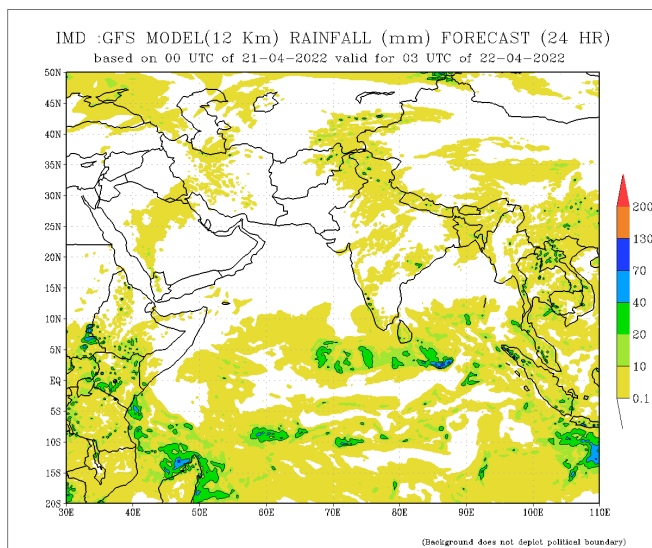 IMD :GFS MODEL(12 Km) RAINFALL (mm) FORECAST (24 HR)
based on 00 UTC of 21-04-2022 valid for 03 UTC of 22-04-2022
50N
45N
40N
35N
30N
25N
20N
15N
10N
5N
EQ
5S
10S
15S
20S
30E
40E
50E
60E
70E
80E
90E
100E
110E
200
130
70
40
20
10
0.1
(Background does not depict political boundary)